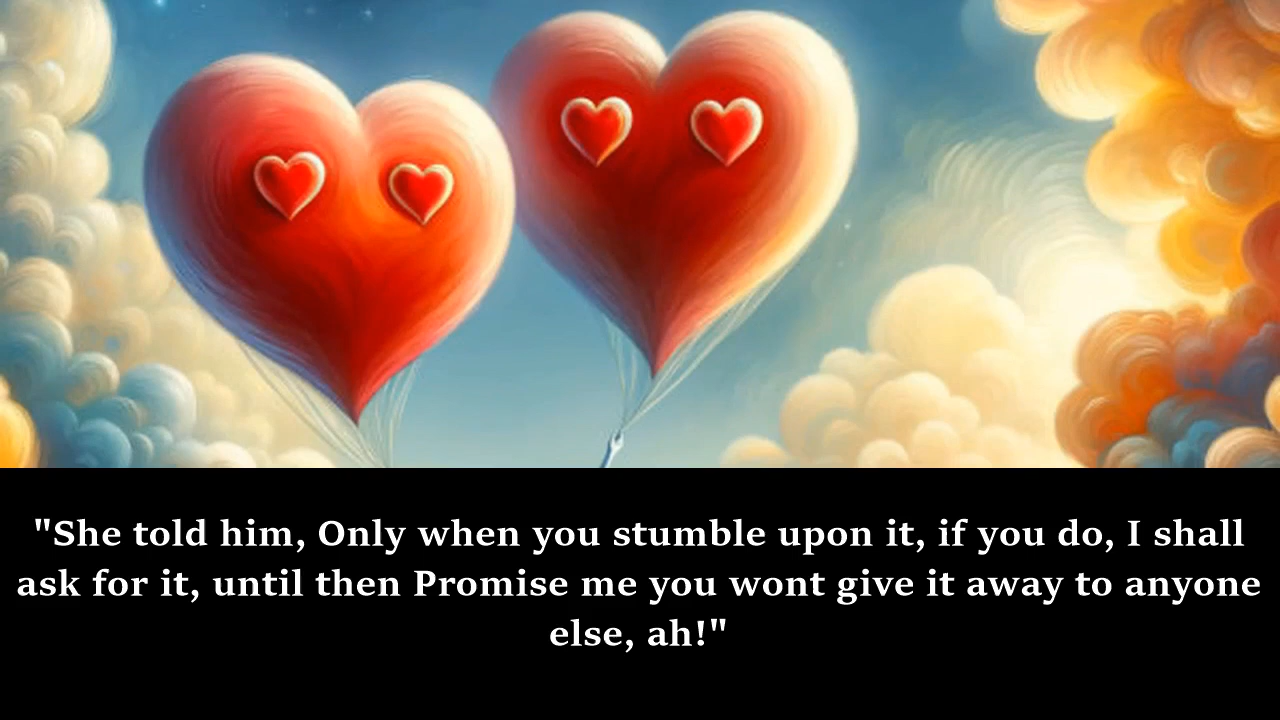 "She told him, Only when you stumble upon it, if you do, I shall
ask for it, until then Promise me you wont give it away to anyone
else, ah!"